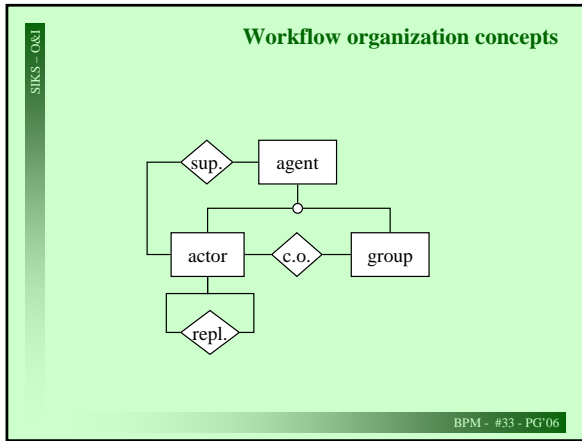 SIKS – O&I
Workflow organization concepts
sup.
agent
actor
c.o.
group
repl.
BPM - #33 - PG'06